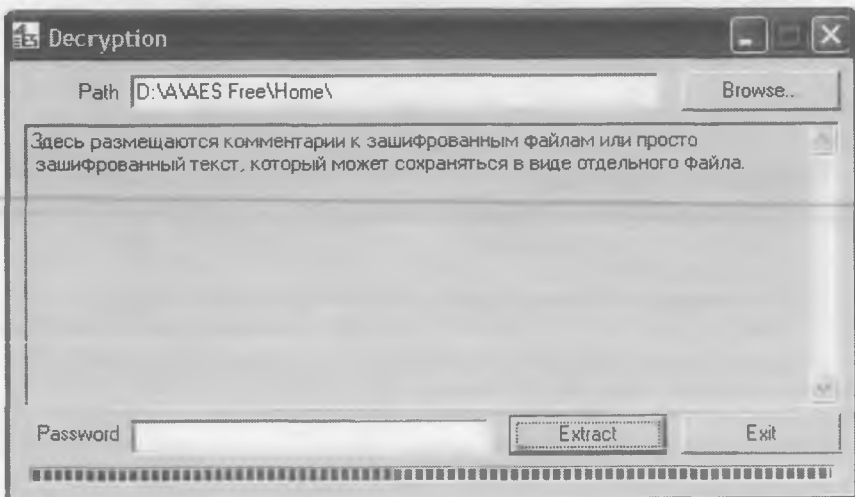 Decryption
Path D:\A\AES Free\Home\ Browse...
Здесь размещаются комментарии к зашифрованным файлам или просто
зашифрованный текст, который может сохраняться в виде отдельного файла.
Password Extract Exit